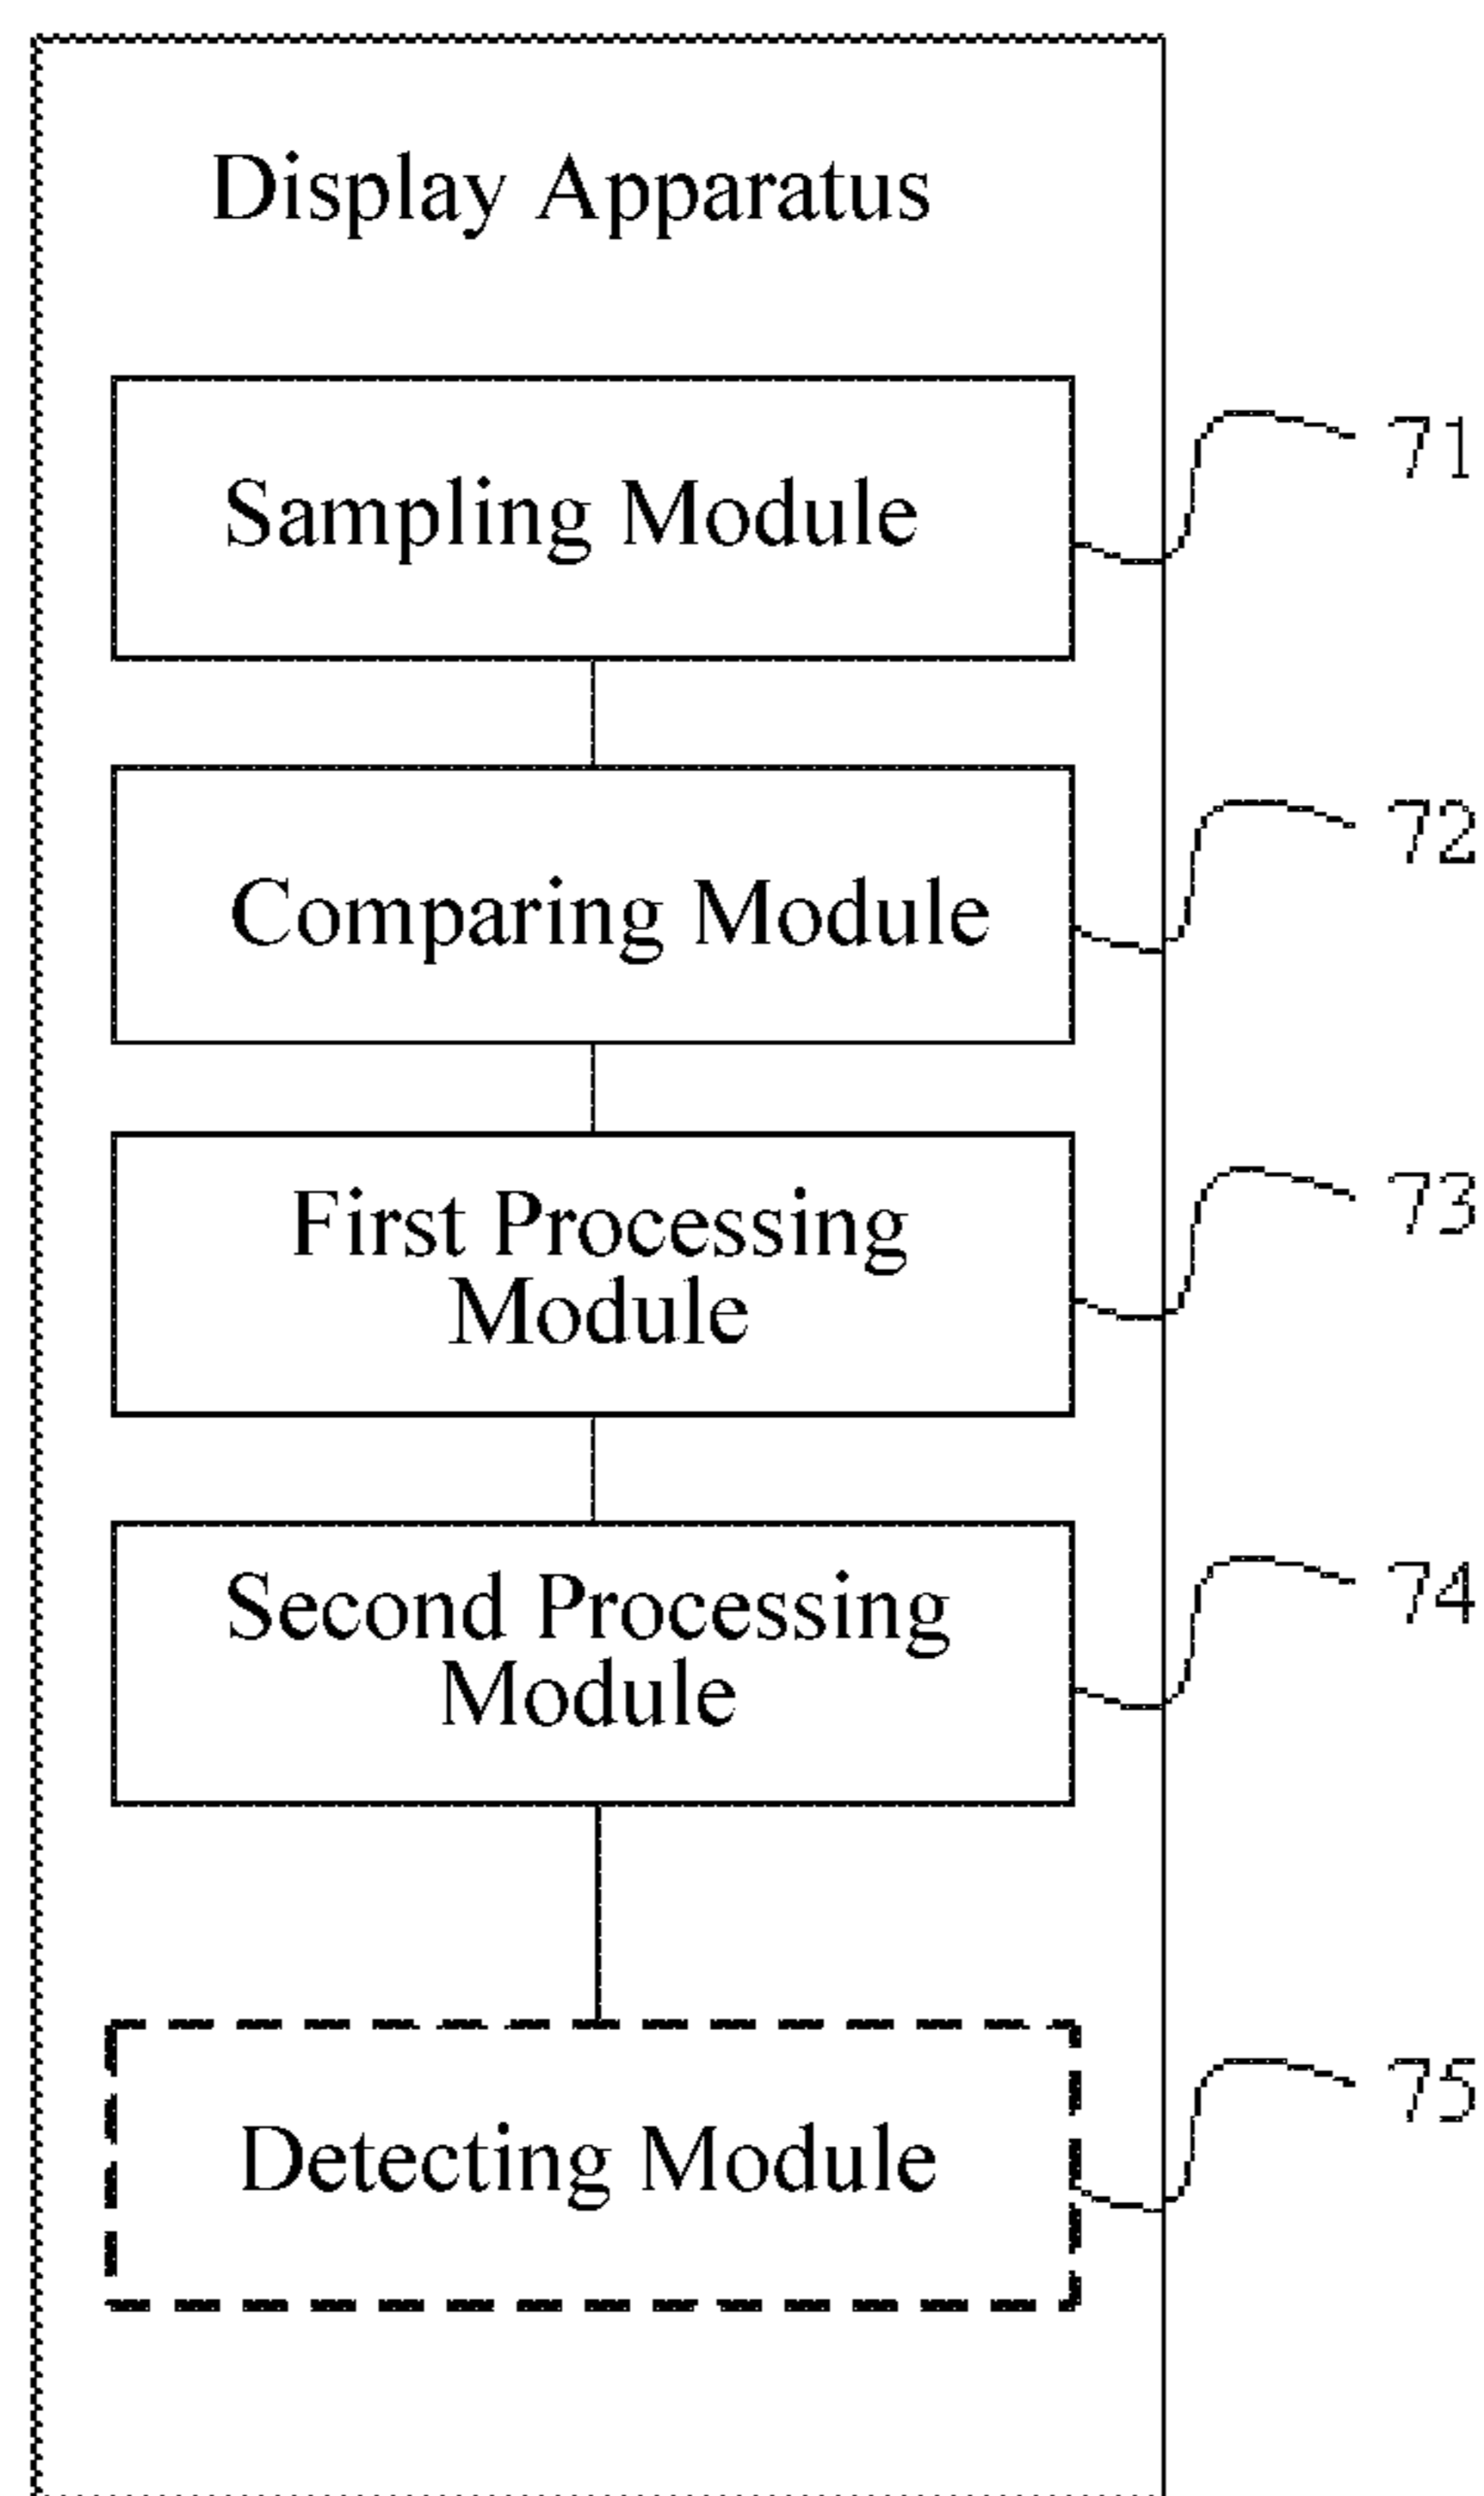 Display Apparatus
Sampling Module
71
Comparing Module
72
First Processing
Module
73
Second Processing
Module
74
Detecting Module
75